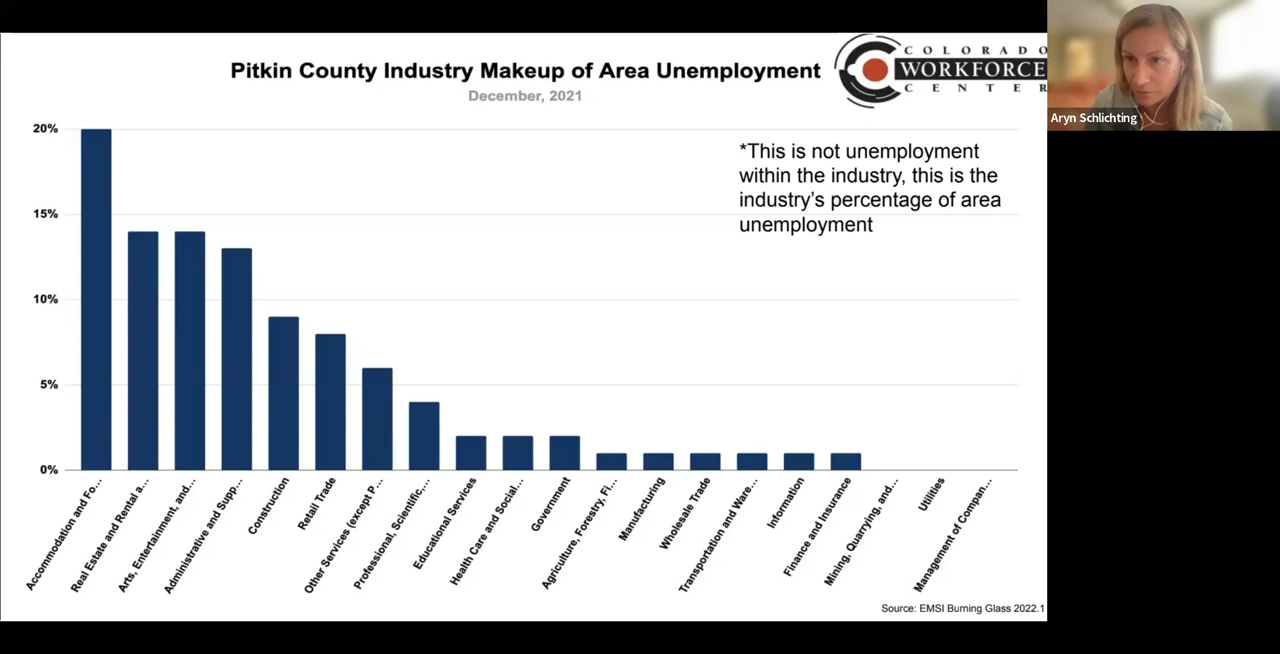 Pitkin County Industry Makeup of Area Unemployment
December, 2021
COLORADO
WORKFORCE
CENTER
Aryn Schlichting
*This is not unemployment
within the industry, this is the
industry's percentage of area
unemployment
20%
15%
10%
5%
0%
Accommodation and Fo...
Real Estate and Rental a...
Arts, Entertainment, and...
Administrative and Supp...
Construction
Retail Trade
Other Services (except P...
Professional, Scientific,...
Educational Services
Health Care and Social...
Government
Agriculture, Forestry, Fi...
Manufacturing
Wholesale Trade
Transportation and Ware...
Information
Finance and Insurance
Mining, Quarrying, and...
Utilities
Management of Compan...
Source: EMSI Burning Glass 2022.1